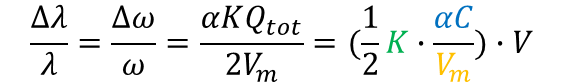 Δλ/λ = Δω/ω = αKQ_tot/2V_m = (1/2 K · αC/V_m) · V